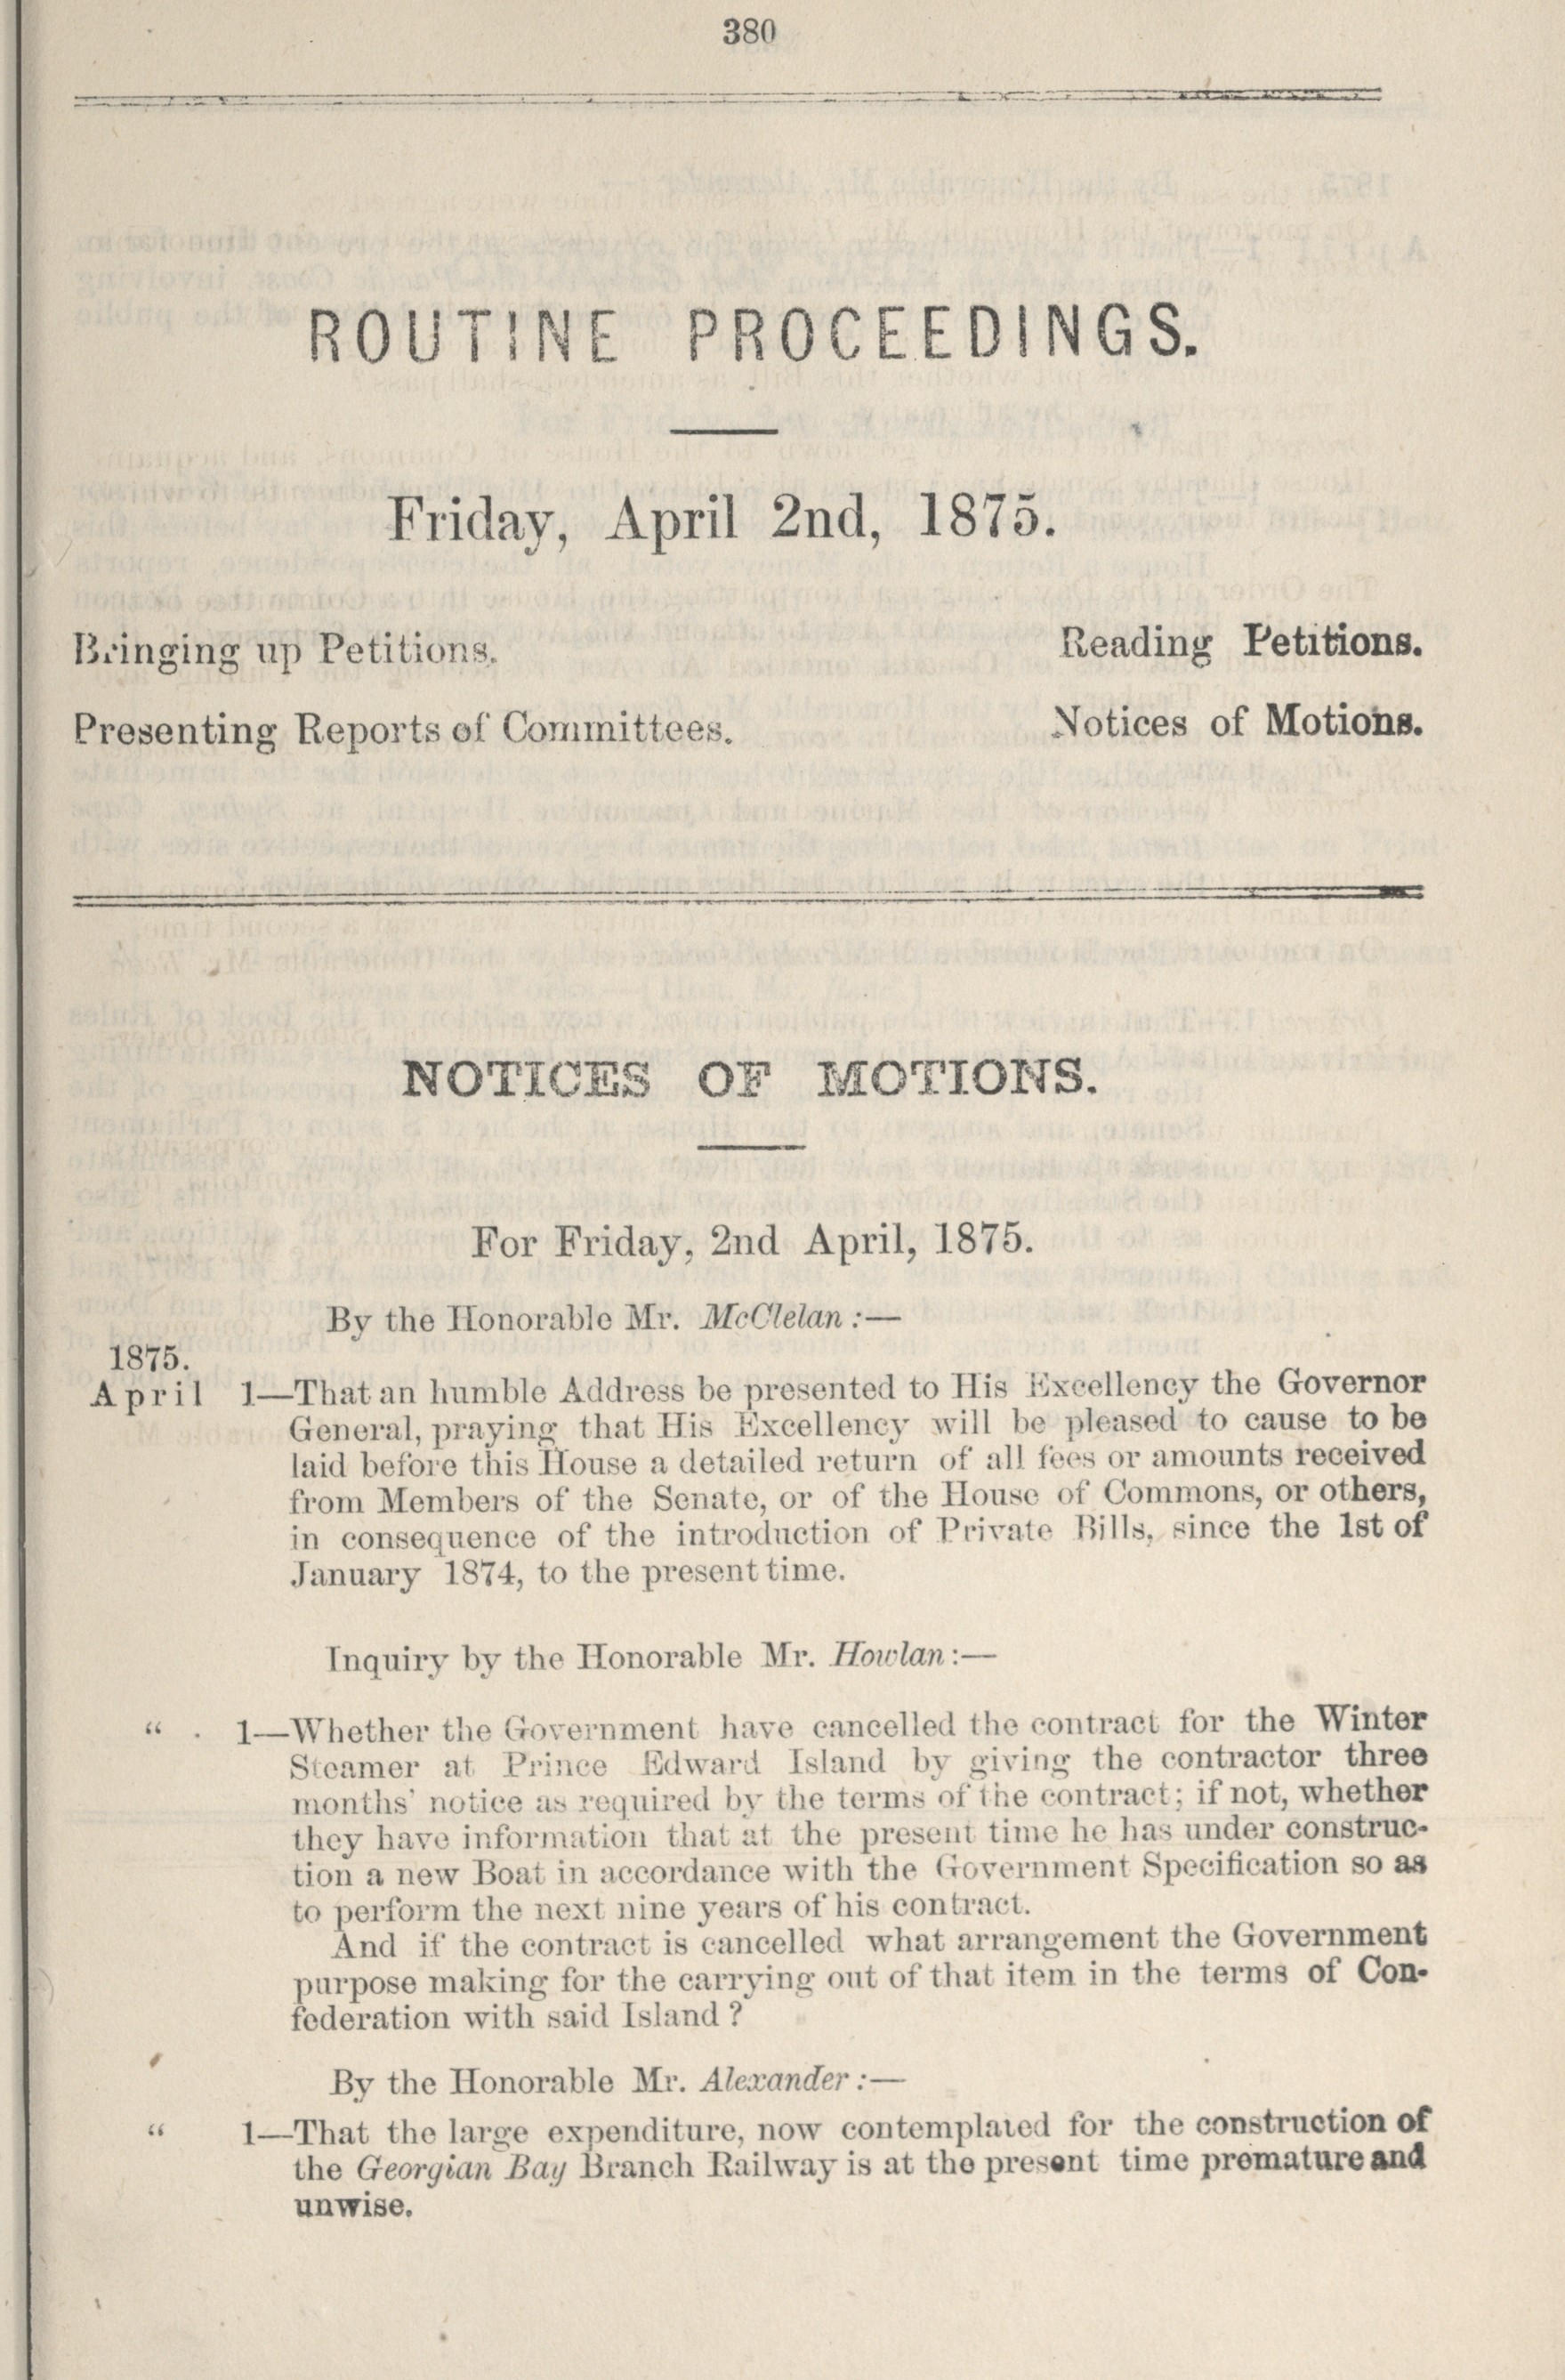 380
ROUTINE PROCEEDINGS.
Friday, April 2nd, 1875.
Bringing up Petitions. Reading Petitions.
Presenting Reports of Committees. Notices of Motions.
NOTICES OF MOTIONS.
For Friday, 2nd April, 1875.
By the Honorable Mr. McClelan :—
1875.
April 1—That an humble Address be presented to His Excellency the Governor
General, praying that His Excellency will be pleased to cause to be
laid before this House a detailed return of all fees or amounts received
from Members of the Senate, or of the House of Commons, or others,
in consequence of the introduction of Private Bills, since the 1st of
January 1874, to the present time.
Inquiry by the Honorable Mr. Howlan :—
“ . 1—Whether the Government have cancelled the contract for the Winter
Steamer at Prince Edward Island by giving the contractor three
months' notice as required by the terms of the contract; if not, whether
they have information that at the present time he has under construc-
tion a new Boat in accordance with the Government Specification so as
to perform the next nine years of his contract.
And if the contract is cancelled what arrangement the Government
purpose making for the carrying out of that item in the terms of Con-
federation with said Island ?
By the Honorable Mr. Alexander :—
“ 1—That the large expenditure, now contemplated for the construction of
the Georgian Bay Branch Railway is at the present time premature and
unwise.